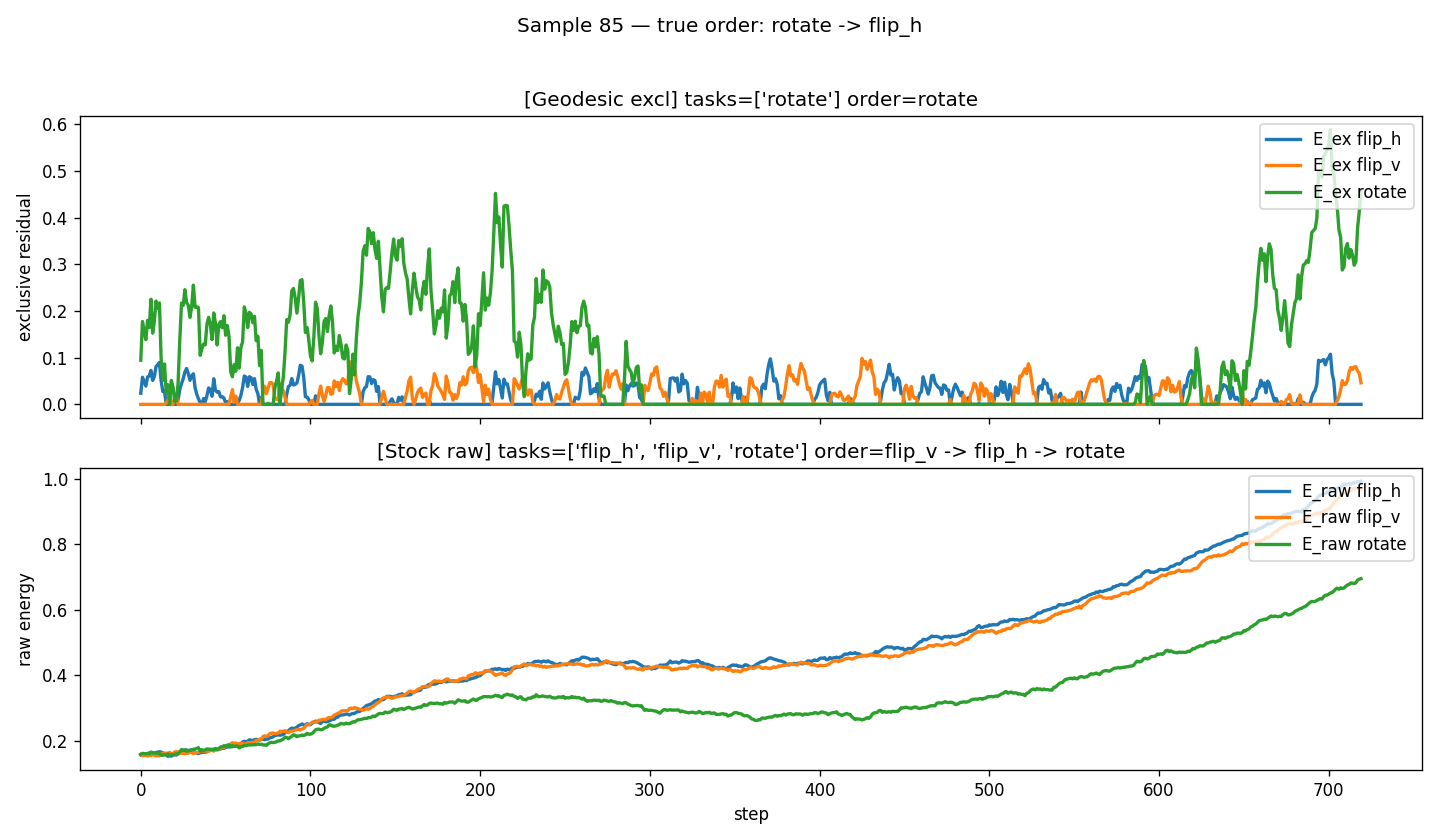 Sample 85 — true order: rotate -> flip_h
[Geodesic excl] tasks=['rotate'] order=rotate
exclusive residual
0.6
0.5
0.4
0.3
0.2
0.1
0.0
E_ex flip_h
E_ex flip_v
E_ex rotate
[Stock raw] tasks=['flip_h', 'flip_v', 'rotate'] order=flip_v -> flip_h -> rotate
raw energy
1.0
0.8
0.6
0.4
0.2
E_raw flip_h
E_raw flip_v
E_raw rotate
0 100 200 300 400 500 600 700
step